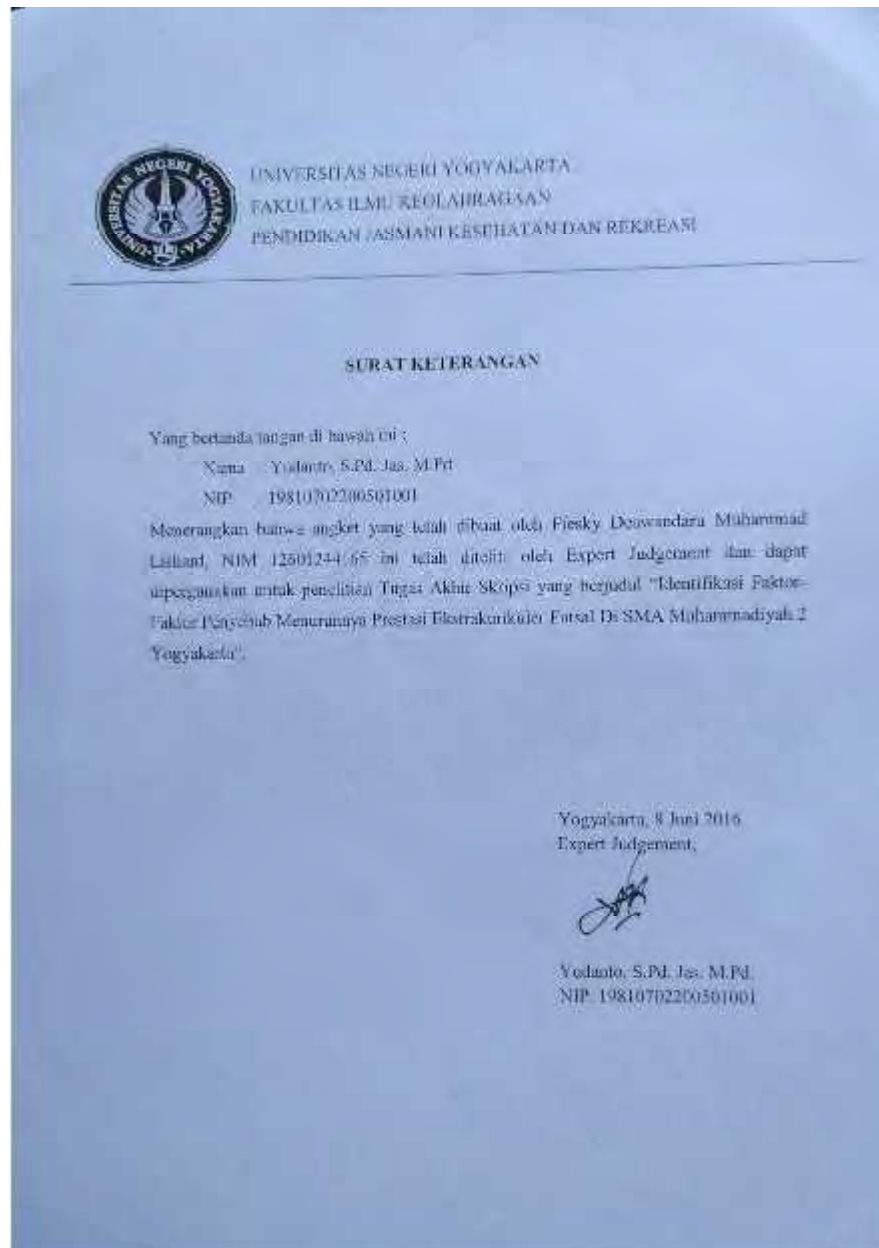 UNIVERSITAS NEGERI YOGYAKARTA
UNIVERSITAS NEGERI YOGYAKARTA
FAKULTAS ILMU KEOLAHRAGAAN
PENDIDIKAN JASMANI KESEHATAN DAN REKREASI
SURAT KETERANGAN
Yang bertanda tangan di bawah ini :
Nama Yudanto, S.Pd. Jas. M.Pd
NIP 19810702200501001
Menerangkan bahwa angket yang telah dibuat oleh Muhammad
NIM ini telah diteliti oleh Expert Judgement dan dapat
dipergunakan untuk penelitian Tugas Akhir Skripsi yang berjudul "Identifikasi Faktor-
Faktor Penyebab Menurunnya Prestasi Ekstrakurikuler Futsal Di SMA Muhammadiyah 2
Yogyakarta".
Yogyakarta, 8 Juni 2016
Expert Judgement,
Yudanto, S.Pd. Jas. M.Pd.
NIP. 19810702200501001